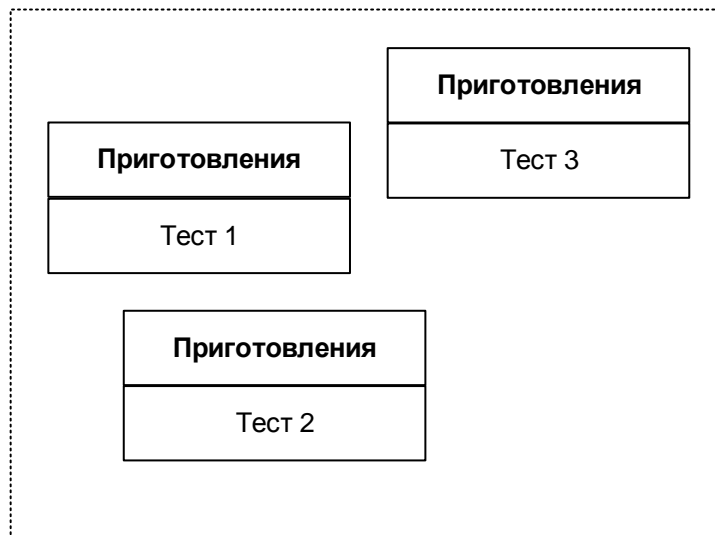 Приготовления
Тест 3
Приготовления
Тест 1
Приготовления
Тест 2